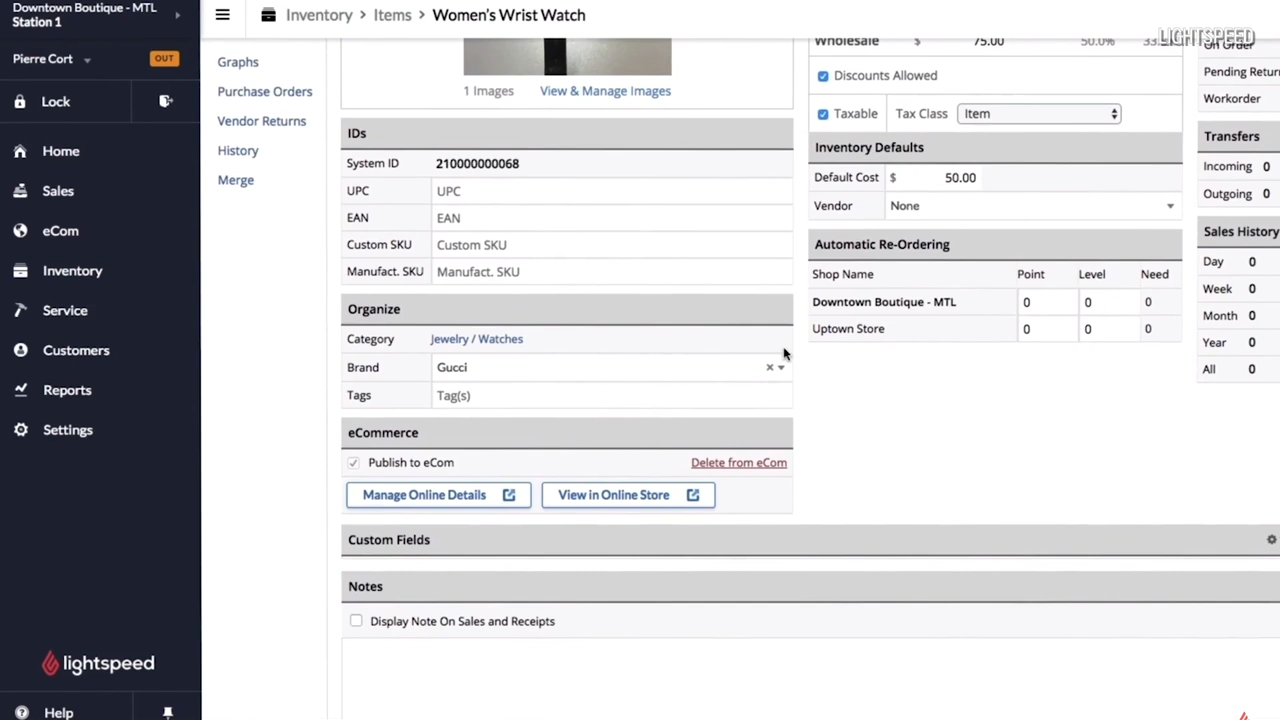 Downtown Boutique - MTL
Station 1
Pierre Cort
OUT
Lock
Home
Sales
eCom
Inventory
Service
Customers
Reports
Settings
lightspeed
Help
Inventory > Items > Women's Wrist Watch
LIGHTSPEED
Graphs
Purchase Orders
Vendor Returns
History
Merge
1 Images View & Manage Images
IDs
System ID 210000000068
UPC UPC
EAN EAN
Custom SKU Custom SKU
Manufact. SKU Manufact. SKU
Organize
Category Jewelry / Watches
Brand Gucci
Tags Tag(s)
eCommerce
Publish to eCom Delete from eCom
Manage Online Details View in Online Store
Custom Fields
Notes
Display Note On Sales and Receipts
Wholesale $ 75.00 50.0%
Discounts Allowed
Taxable Tax Class Item
Inventory Defaults
Default Cost $ 50.00
Vendor None
Automatic Re-Ordering
Shop Name Point Level Need
Downtown Boutique - MTL 0 0 0
Uptown Store 0 0 0
On Order
Pending Retur
Workorder
Transfers
Incoming 0
Outgoing 0
Sales History
Day 0
Week 0
Month 0
Year 0
All 0